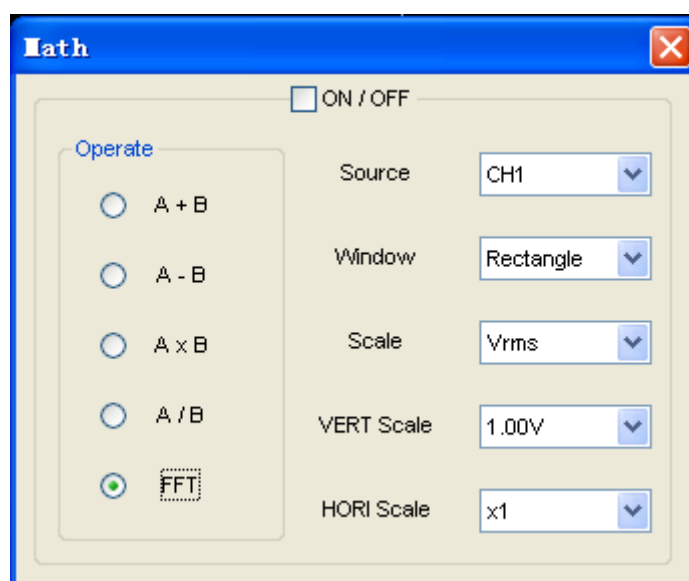 Math
ON / OFF
Operate
A + B
A - B
A x B
A / B
FFT
Source CH1
Window Rectangle
Scale Vrms
VERT Scale 1.00V
HORI Scale x1